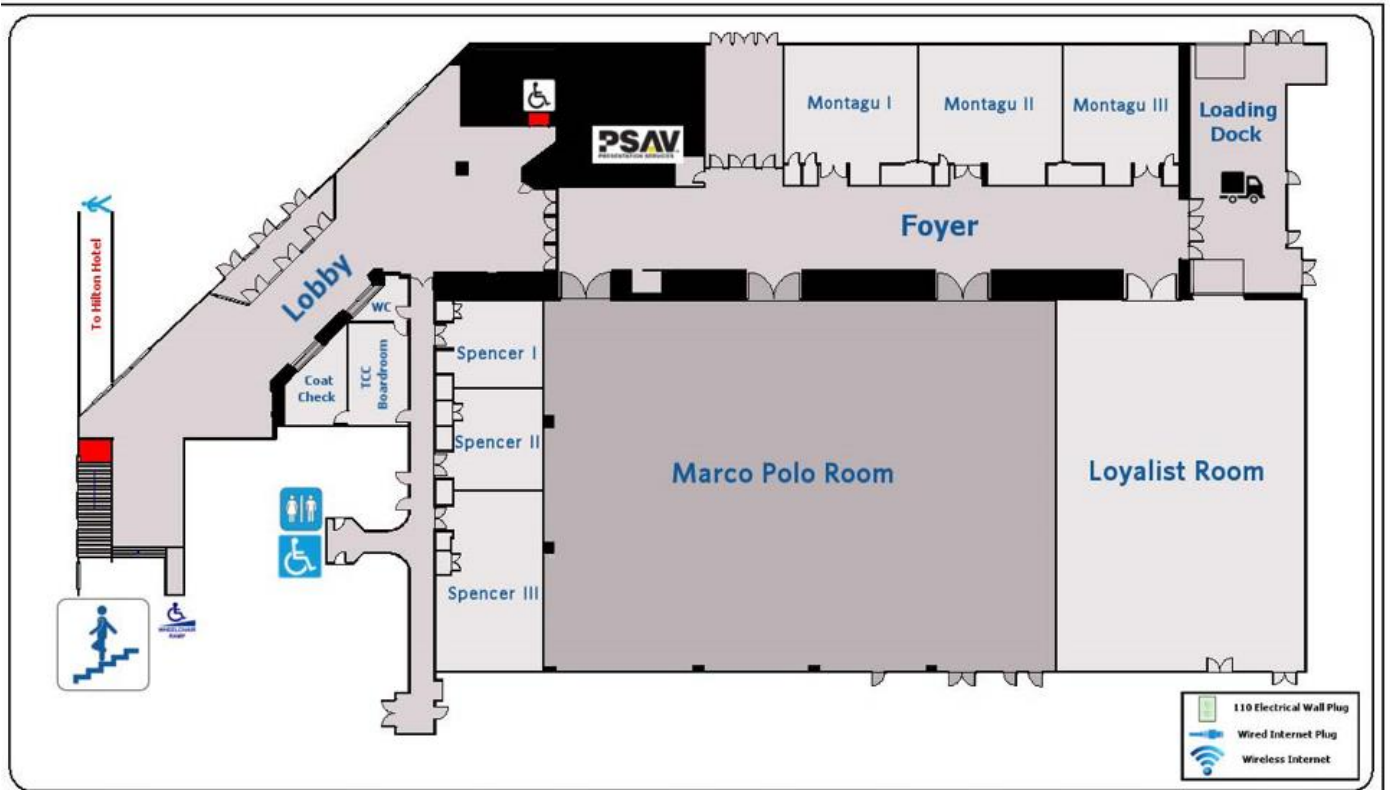 PSAV
PRESENTATION SERVICES
Montagu I
Montagu II
Montagu III
Loading
Dock
Foyer
To Hilton Hotel
Lobby
WC
Coat
Check
TCC
Boardroom
Spencer I
Spencer II
Spencer III
Marco Polo Room
Loyalist Room
WHEELCHAIR
RAMP
110 Electrical Wall Plug
Wired Internet Plug
Wireless Internet